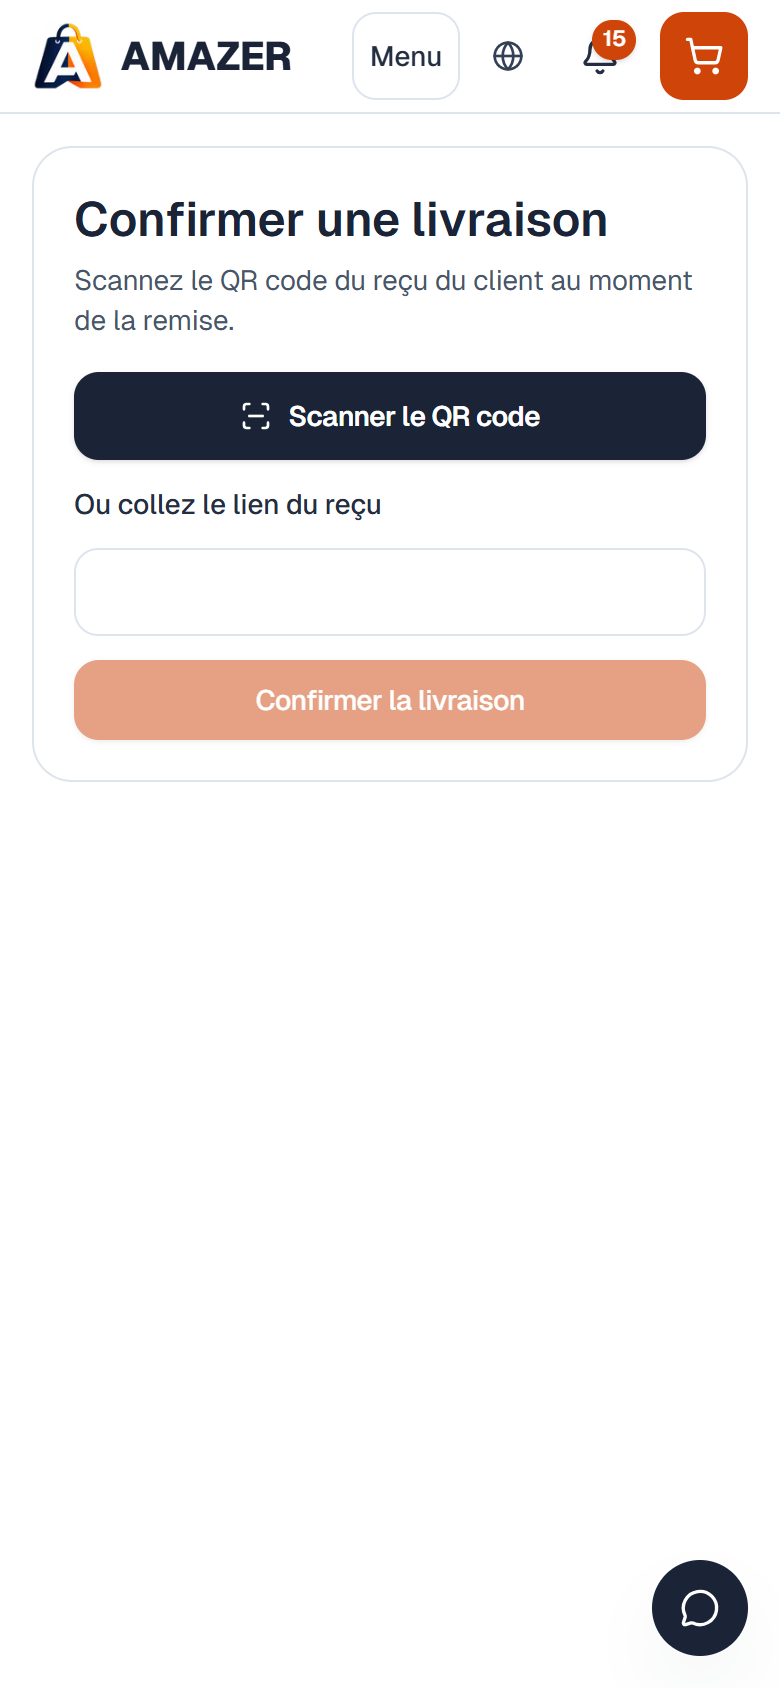 AMAZER
Menu
15
Confirmer une livraison
Scannez le QR code du reçu du client au moment
de la remise.
Scanner le QR code
Ou collez le lien du reçu
Confirmer la livraison